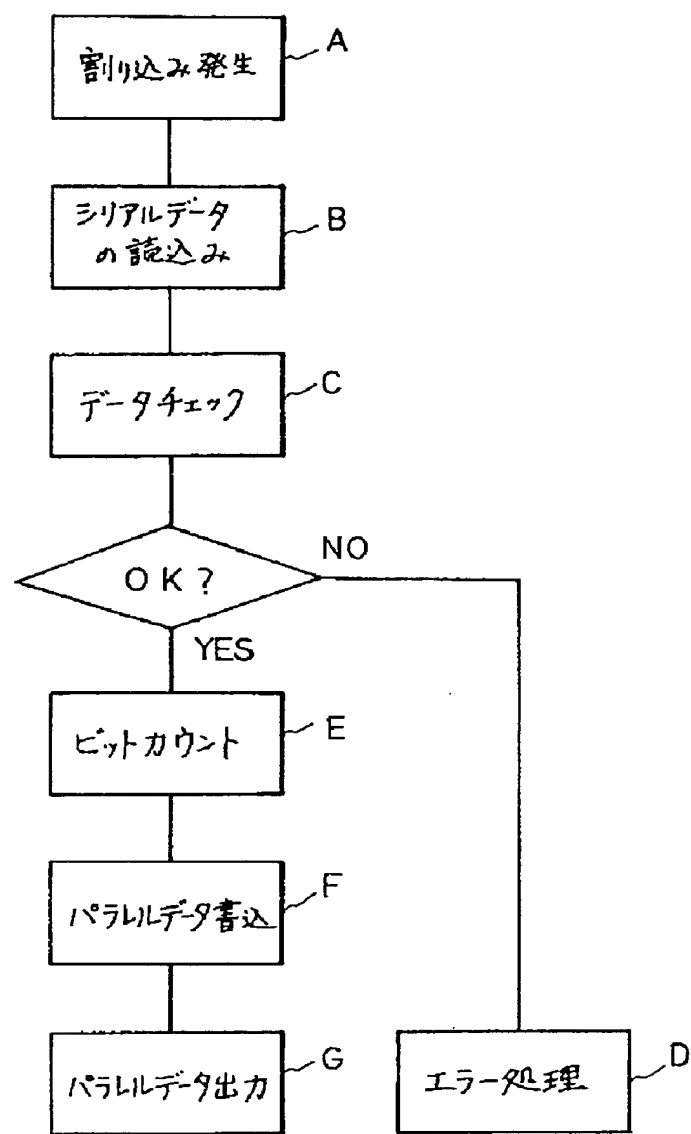 割り込み発生
A
シリアルデータ
の読込み
B
データチェック
C
OK?
NO
YES
ビットカウント
E
パラレルデータ書込
F
パラレルデータ出力
G
エラー処理
D